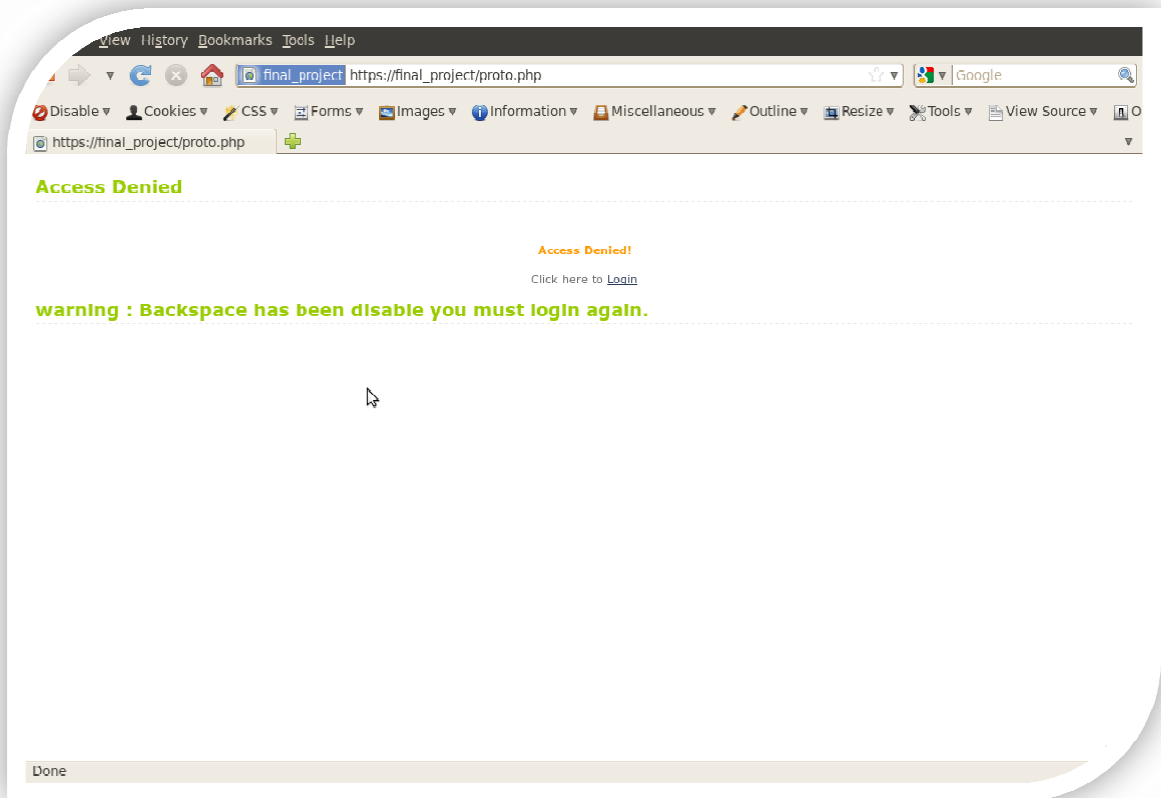 View History Bookmarks Tools Help
final_project https://final_project/proto.php Google
Disable Cookies CSS Forms Images Information Miscellaneous Outline Resize Tools View Source O
https://final_project/proto.php
Access Denied
Access Denied!
Click here to Login
warning : Backspace has been disable you must login again.
Done